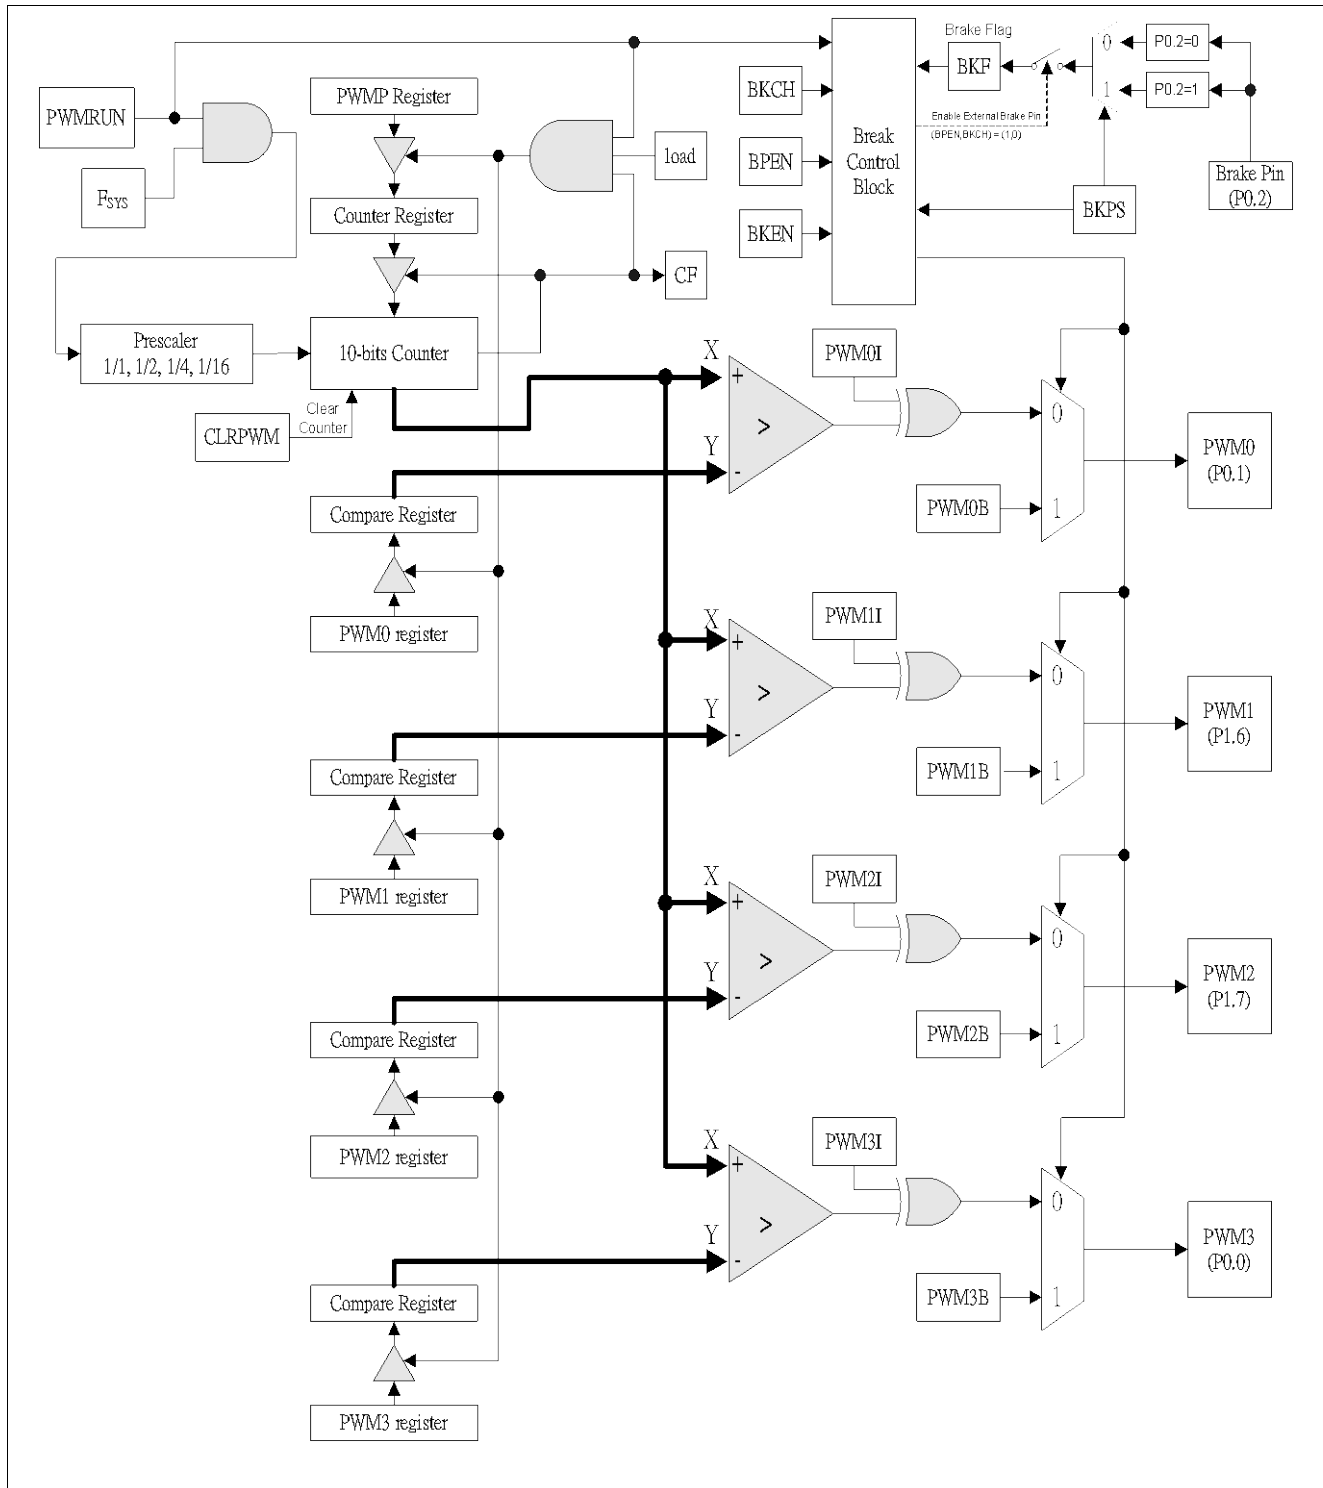 Brake Flag
0
P0.2=0
PWMP Register
BKCH
BKF
1
P0.2=1
PWMRUN
Enable External Brake Pin
(BPEN,BKCH) = (1,0)
Break
Control
Block
load
BPEN
Brake Pin
(P0.2)
FSYS
Counter Register
BKPS
BKEN
CF
Prescaler
1/1, 1/2, 1/4, 1/16
10-bits Counter
X
+
PWM0I
0
Clear
Counter
CLRPWM
>
Y
-
PWM0
(P0.1)
Compare Register
PWM0B
1
PWM0 register
X
+
PWM1I
0
>
Y
-
PWM1
(P1.6)
Compare Register
PWM1B
1
PWM1 register
X
+
PWM2I
0
>
Y
-
PWM2
(P1.7)
Compare Register
PWM2B
1
PWM2 register
X
+
PWM3I
0
>
Y
-
PWM3
(P0.0)
Compare Register
PWM3B
1
PWM3 register